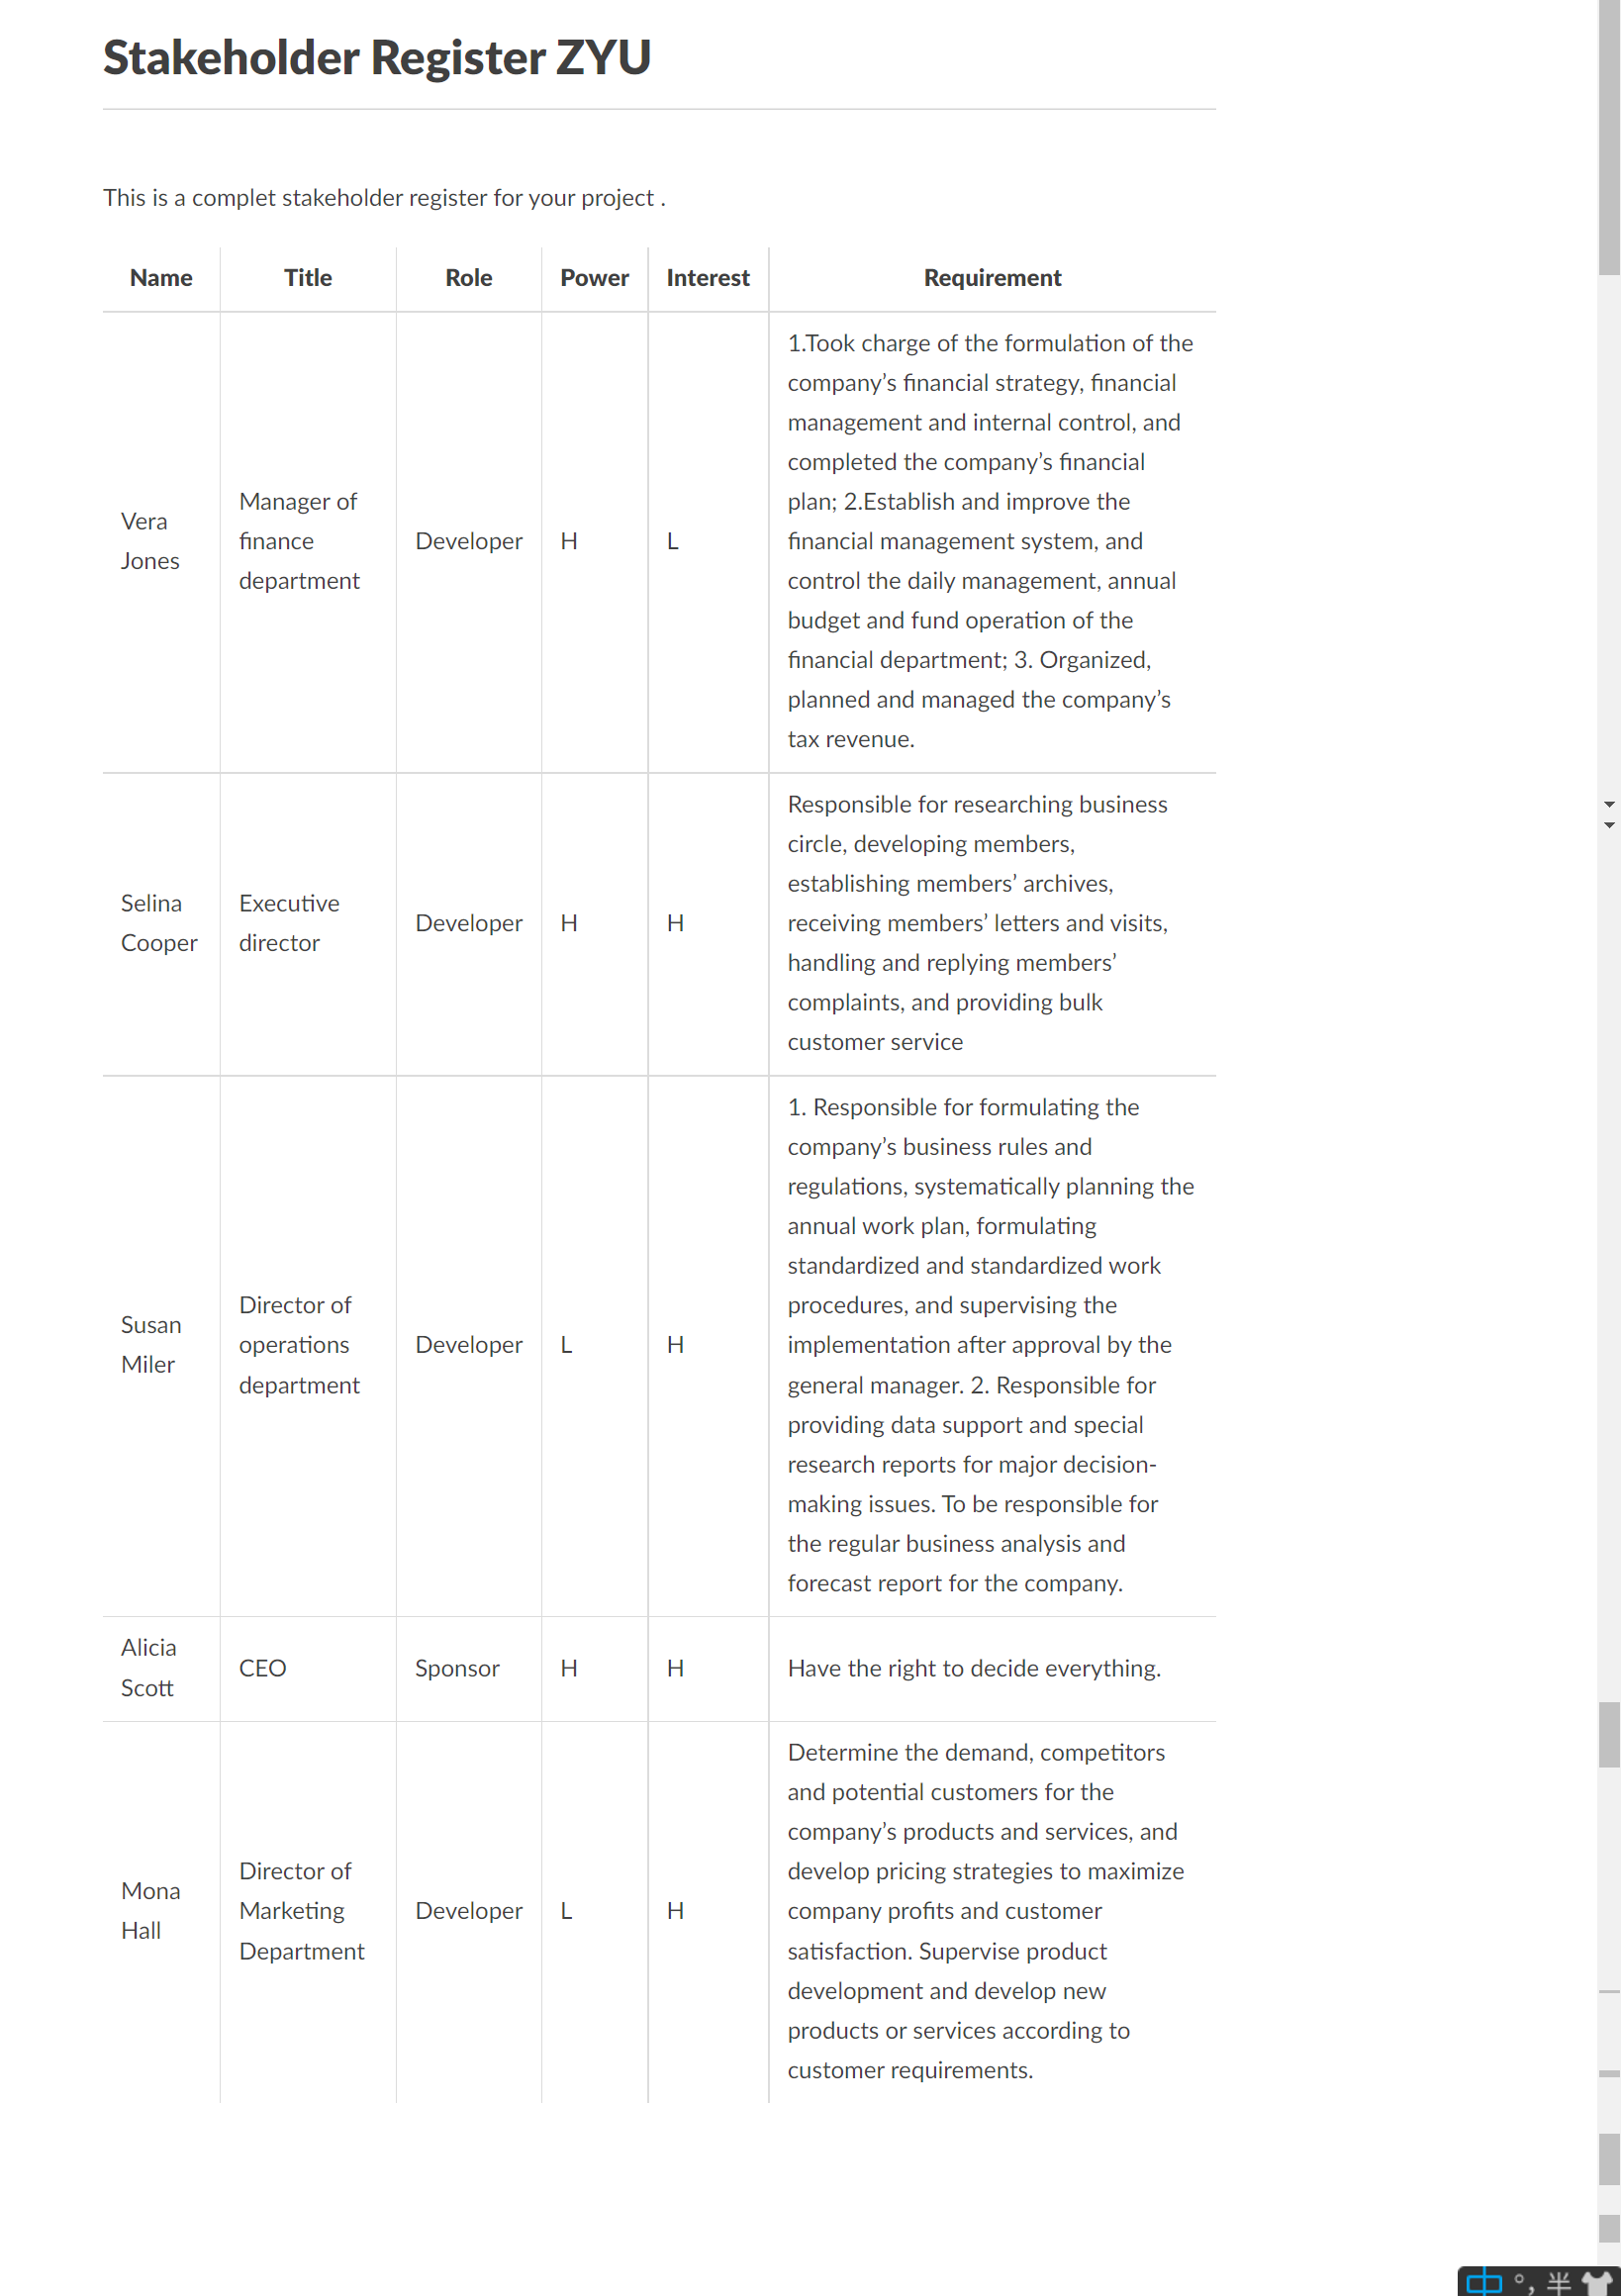 Stakeholder Register ZYU
This is a complet stakeholder register for your project .
Name Title Role Power Interest Requirement
Vera
Jones
Manager of
finance
department
Developer
H
L
1.Took charge of the formulation of the
company’s financial strategy, financial
management and internal control, and
completed the company’s financial
plan; 2.Establish and improve the
financial management system, and
control the daily management, annual
budget and fund operation of the
financial department; 3. Organized,
planned and managed the company’s
tax revenue.
Selina
Cooper
Executive
director
Developer
H
H
Responsible for researching business
circle, developing members,
establishing members’ archives,
receiving members’ letters and visits,
handling and replying members’
complaints, and providing bulk
customer service
Susan
Miler
Director of
operations
department
Developer
L
H
1. Responsible for formulating the
company’s business rules and
regulations, systematically planning the
annual work plan, formulating
standardized and standardized work
procedures, and supervising the
implementation after approval by the
general manager. 2. Responsible for
providing data support and special
research reports for major decision-
making issues. To be responsible for
the regular business analysis and
forecast report for the company.
Alicia
Scott
CEO
Sponsor
H
H
Have the right to decide everything.
Mona
Hall
Director of
Marketing
Department
Developer
L
H
Determine the demand, competitors
and potential customers for the
company’s products and services, and
develop pricing strategies to maximize
company profits and customer
satisfaction. Supervise product
development and develop new
products or services according to
customer requirements.
中 °, 半